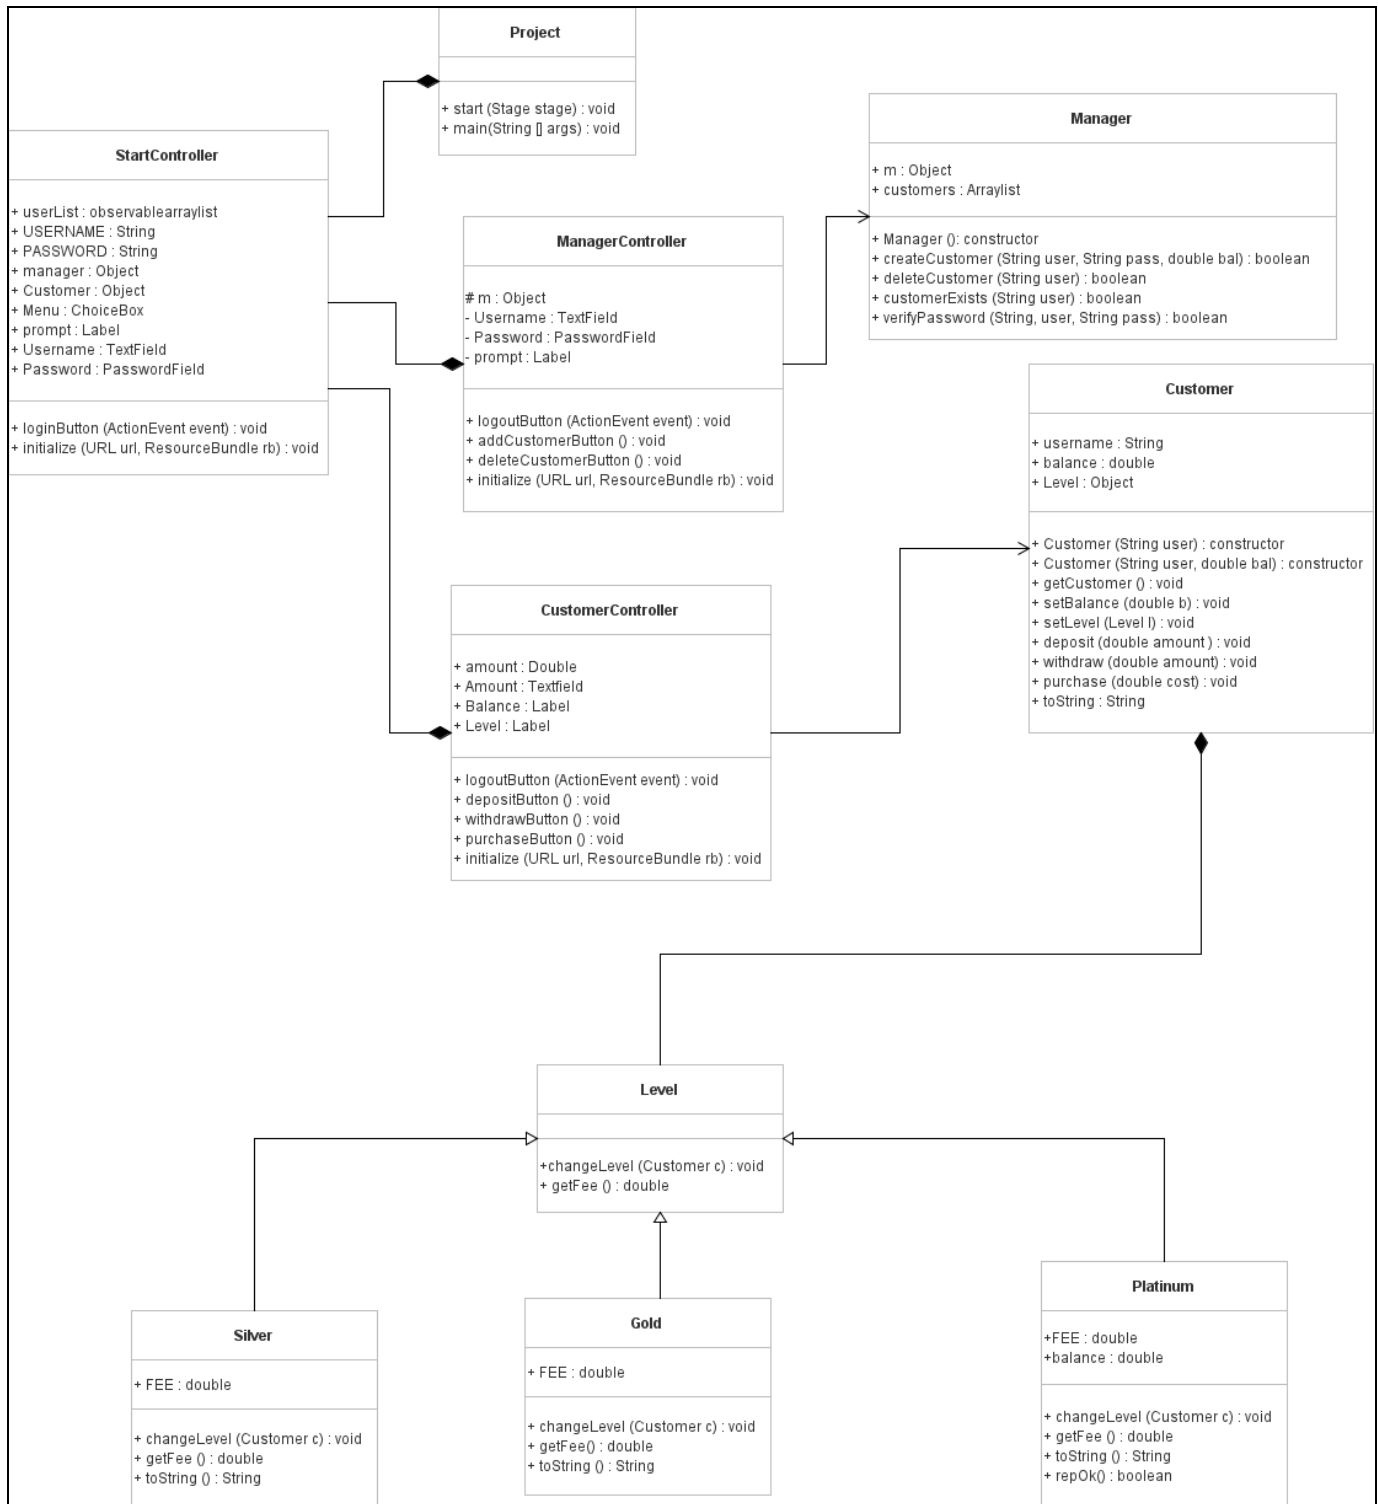 Project
+ start (Stage stage) : void
+ main(String [] args) : void
StartController
+ userList : observablearraylist
+ USERNAME : String
+ PASSWORD : String
+ manager : Object
+ Customer : Object
+ Menu : ChoiceBox
+ prompt : Label
+ Username : TextField
+ Password : PasswordField
+ loginButton (ActionEvent event) : void
+ initialize (URL url, ResourceBundle rb) : void
ManagerController
# m : Object
- Username : TextField
- Password : PasswordField
- prompt : Label
+ logoutButton (ActionEvent event) : void
+ addCustomerButton () : void
+ deleteCustomerButton () : void
+ initialize (URL url, ResourceBundle rb) : void
Manager
+ m : Object
+ customers : Arraylist
+ Manager (): constructor
+ createCustomer (String user, String pass, double bal) : boolean
+ deleteCustomer (String user) : boolean
+ customerExists (String user) : boolean
+ verifyPassword (String, user, String pass) : boolean
Customer
+ username : String
+ balance : double
+ Level : Object
+ Customer (String user) : constructor
+ Customer (String user, double bal) : constructor
+ getCustomer () : void
+ setBalance (double b) : void
+ setLevel (Level l) : void
+ deposit (double amount ) : void
+ withdraw (double amount) : void
+ purchase (double cost) : void
+ toString : String
CustomerController
+ amount : Double
+ Amount : Textfield
+ Balance : Label
+ Level : Label
+ logoutButton (ActionEvent event) : void
+ depositButton () : void
+ withdrawButton () : void
+ purchaseButton () : void
+ initialize (URL url, ResourceBundle rb) : void
Level
+changeLevel (Customer c) : void
+ getFee () : double
Silver
+ FEE : double
+ changeLevel (Customer c) : void
+ getFee () : double
+ toString () : String
Gold
+ FEE : double
+ changeLevel (Customer c) : void
+ getFee() : double
+ toString () : String
Platinum
+FEE : double
+balance : double
+ changeLevel (Customer c) : void
+ getFee () : double
+ toString () : String
+ repOk() : boolean